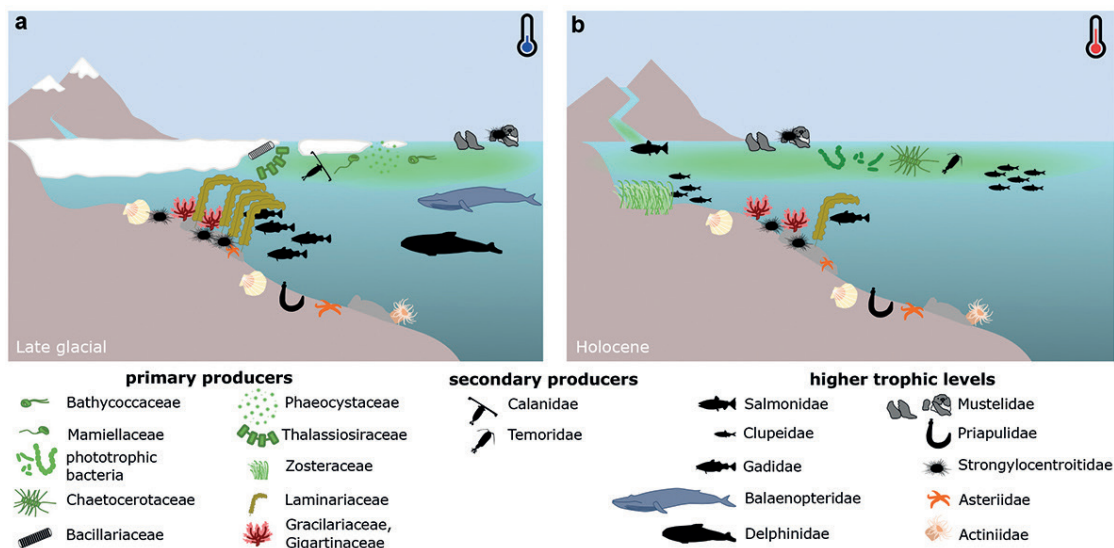 a
b
Late glacial
Holocene
primary producers
secondary producers
higher trophic levels
Bathycoccaceae
Phaeocystaceae
Calanidae
Salmonidae
Mustelidae
Mamiellaceae
Thalassiosiraceae
Temoridae
Clupeidae
Priapulidae
phototrophic
bacteria
Zosteraceae
Gadidae
Strongylocentroitidae
Chaetocerotaceae
Laminariaceae
Balaenopteridae
Asteriidae
Bacillariaceae
Gracilariaceae,
Gigartinaceae
Delphinidae
Actiniidae